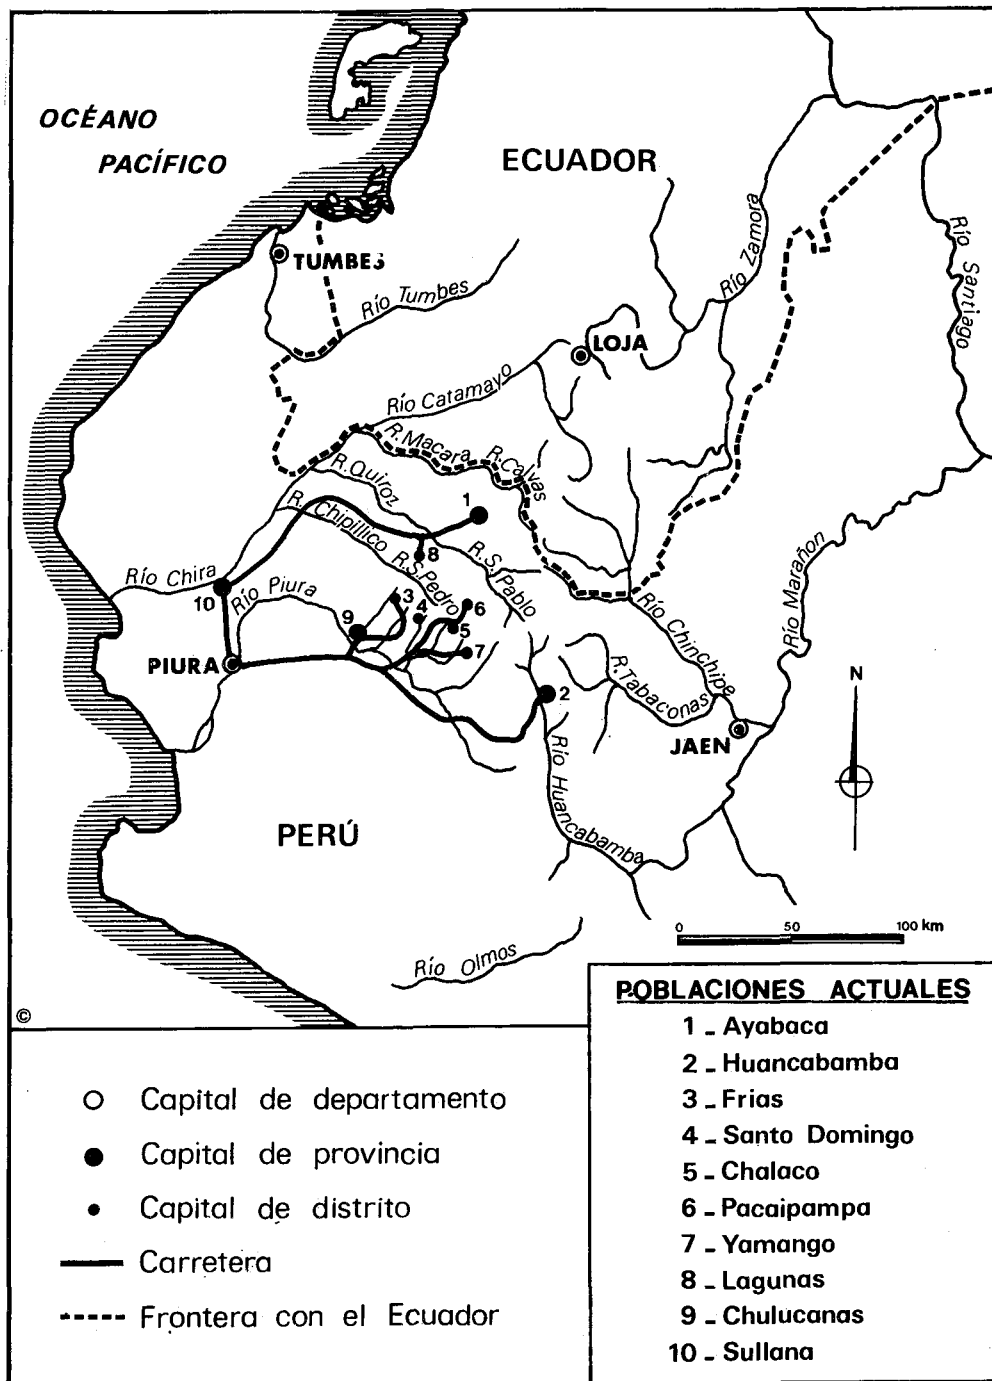 OCÉANO
PACÍFICO
ECUADOR
TUMBES
Río Tumbes
Río Zamora
Río Santiago
LOJA
Río Catamayo
R. Macara
R. Calvas
R. Quiroz
R. Chipillico
1
8
R.S. Pedro
R.S. Pablo
Río Chira
10
Río Piura
3
4
6
9
5
7
PIURA
2
Río Chinchipe
R. Tabaconas
Río Marañon
JAEN
N
Río Huancabamba
PERÚ
Río Olmos
0 50 100 km
©
POBLACIONES ACTUALES
1 - Ayabaca
2 - Huancabamba
3 - Frias
4 - Santo Domingo
5 - Chalaco
6 - Pacaipampa
7 - Yamango
8 - Lagunas
9 - Chulucanas
10 - Sullana
Capital de departamento
Capital de provincia
Capital de distrito
Carretera
Frontera con el Ecuador